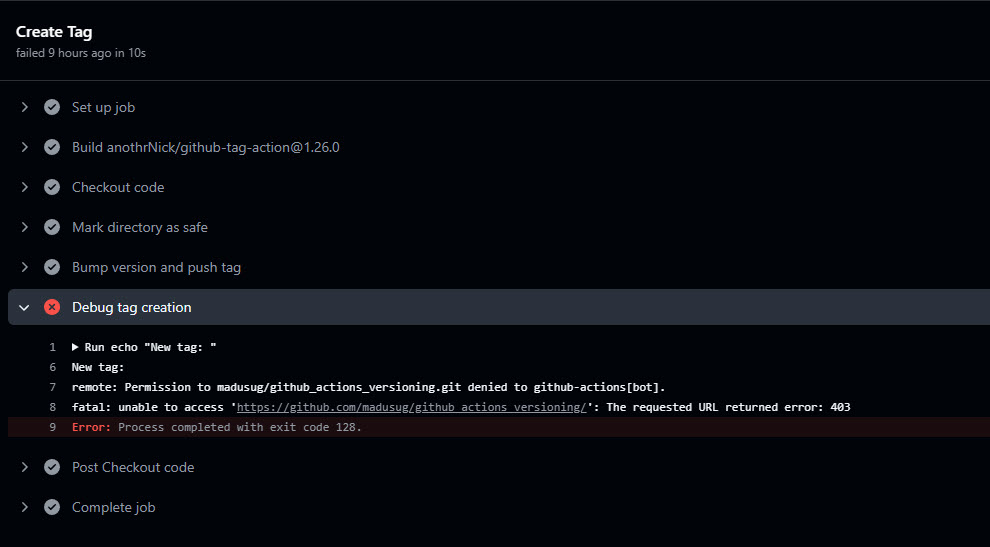 Create Tag
failed 9 hours ago in 10s
Set up job
Build anothrNick/github-tag-action@1.26.0
Checkout code
Mark directory as safe
Bump version and push tag
Debug tag creation
1 ▶ Run echo "New tag: "
6 New tag:
7 remote: Permission to madusug/github_actions_versioning.git denied to github-actions[bot].
8 fatal: unable to access 'https://github.com/madusug/github_actions_versioning/': The requested URL returned error: 403
9 Error: Process completed with exit code 128.
Post Checkout code
Complete job